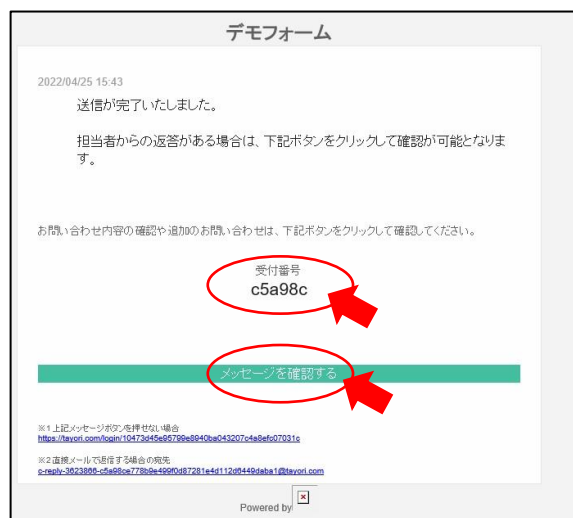 デモフォーム
2022/04/25 15:43
送信が完了いたしました。
担当者からの返答がある場合は、下記ボタンをクリックして確認が可能となりま
す。
お問い合わせ内容の確認や追加のお問い合わせは、下記ボタンをクリックして確認してください。
受付番号
c5a98c
メッセージを確認する
※1 上記メッセージボタンを押せない場合
https://tayori.com/login/10473d45e95799e8940ba043207c4a8efc07031c
※2 直接メールで返信する場合の宛先
c-reply-3623866-c5a98ce778b9e499f0d87281e4d112d6449daba1@tayori.com
Powered by